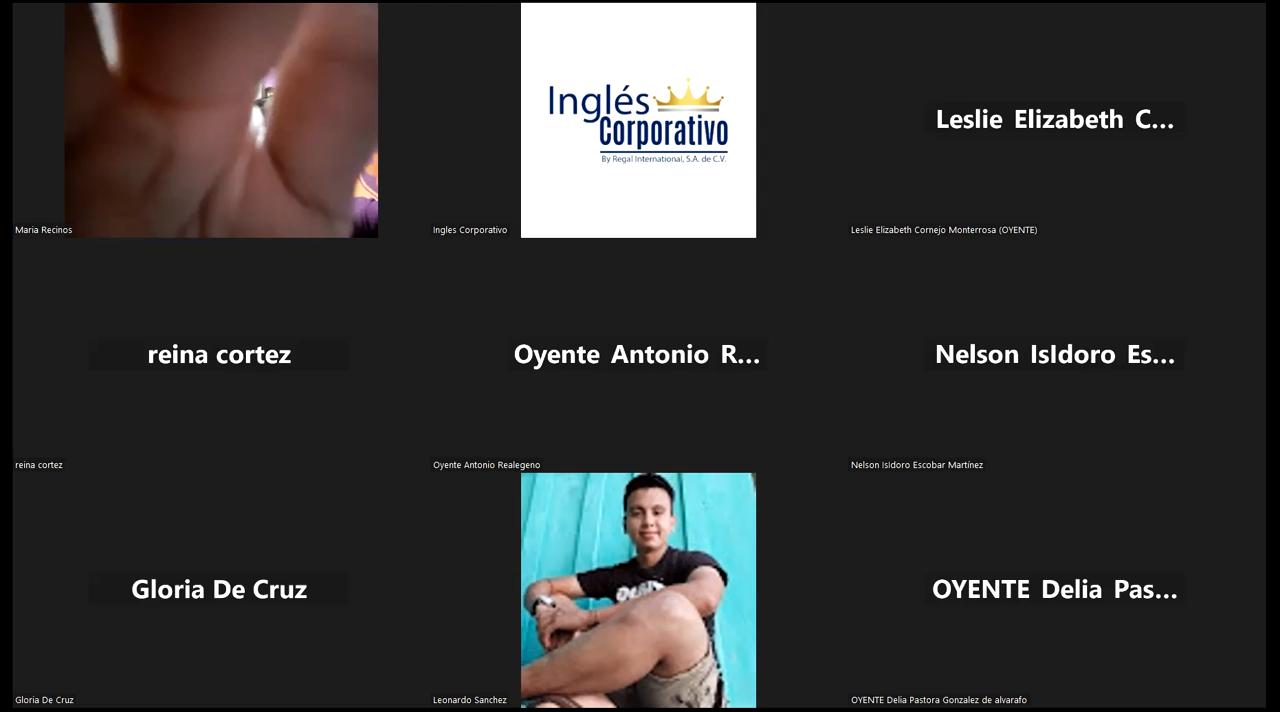 Inglés
Corporativo
By Regal International, S.A. de C.V.
Leslie Elizabeth C...
Maria Recinos
Ingles Corporativo
Leslie Elizabeth Cornejo Monterrosa (OYENTE)
reina cortez
Oyente Antonio R...
Nelson IsIdoro Es...
reina cortez
Oyente Antonio Realegeno
Nelson IsIdoro Escobar Martínez
Gloria De Cruz
OYENTE Delia Pas...
Gloria De Cruz
Leonardo Sanchez
OYENTE Delia Pastora Gonzalez de alvarafo